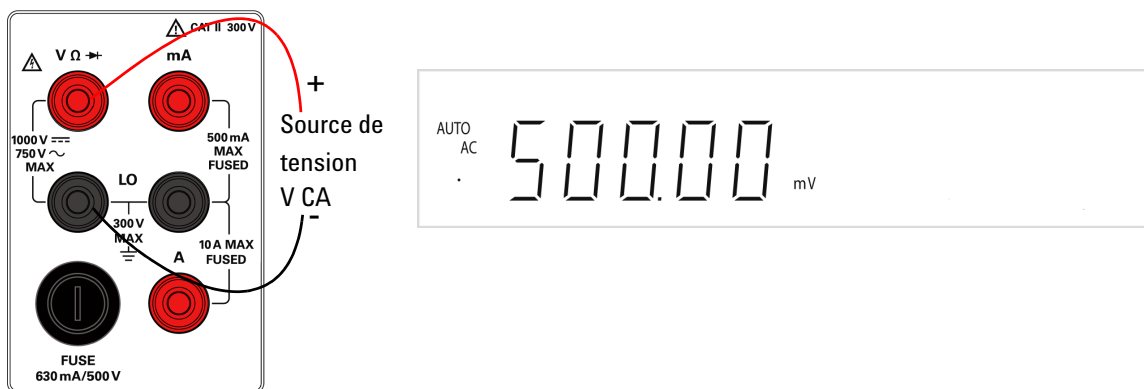 CAT II 300 V
V Ω
mA
1000 V
750 V
MAX
500 mA
MAX
FUSED
LO
300 V
MAX
10 A MAX
FUSED
A
FUSE
630 mA/500 V
+
Source de
tension
V CA
-
AUTO
AC
500.00 mV